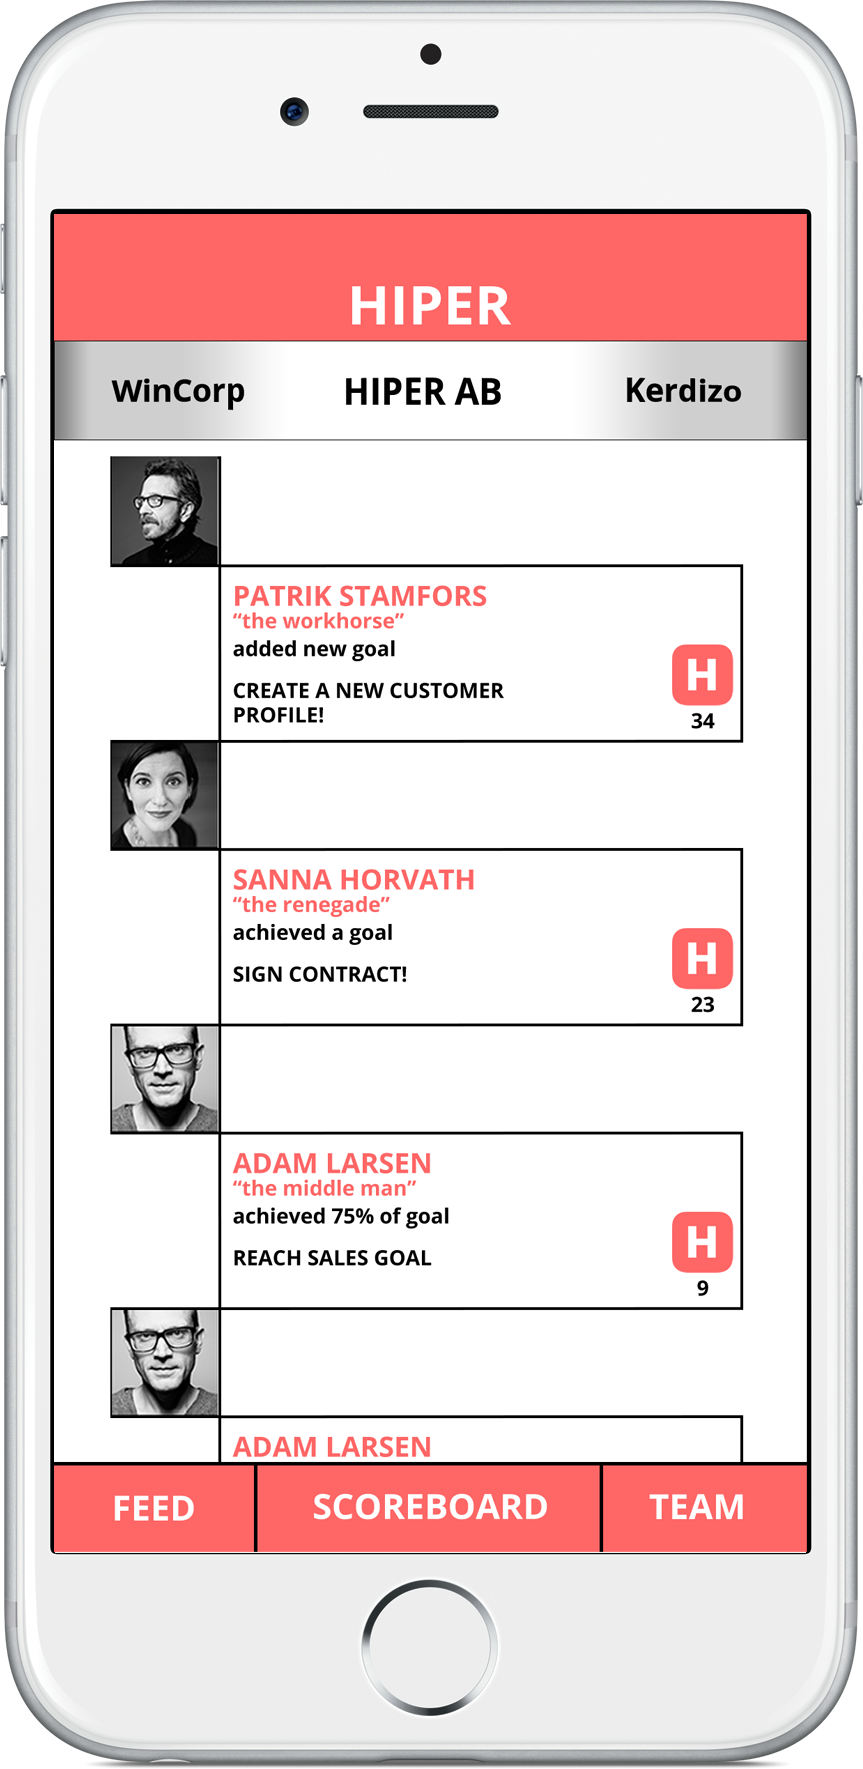 HIPER
WinCorp HIPER AB Kerdizo
PATRIK STAMFORS
“the workhorse”
added new goal
CREATE A NEW CUSTOMER
PROFILE!
H
34
SANNA HORVATH
“the renegade”
achieved a goal
SIGN CONTRACT!
H
23
ADAM LARSEN
“the middle man”
achieved 75% of goal
REACH SALES GOAL
H
9
ADAM LARSEN
FEED SCOREBOARD TEAM